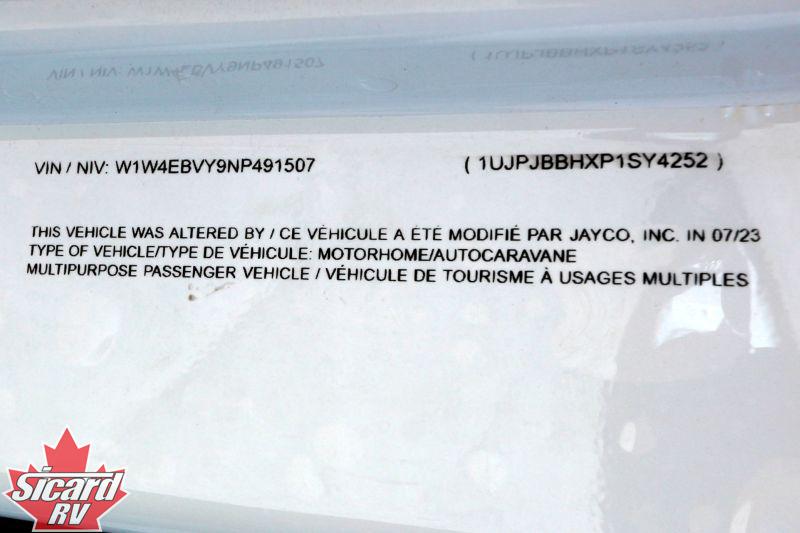 VIN / NIV: W1W4EBVY9NP491507 ( 1UJPJBBHXP1SY4252 )
THIS VEHICLE WAS ALTERED BY / CE VÉHICULE A ÉTÉ MODIFIÉ PAR JAYCO, INC. IN 07/23
TYPE OF VEHICLE/TYPE DE VÉHICULE: MOTORHOME/AUTOCARAVANE
MULTIPURPOSE PASSENGER VEHICLE / VÉHICULE DE TOURISME À USAGES MULTIPLES
Sicard
RV